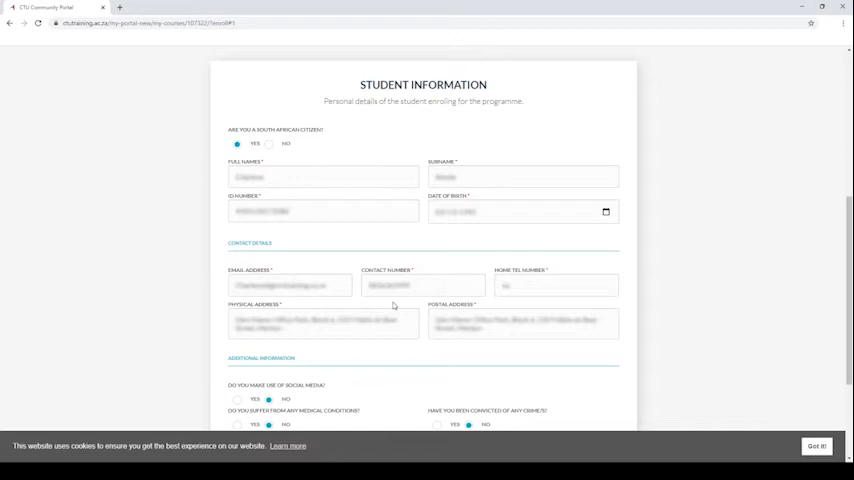 CTU Community Portal
ctutraining.ac.za/my-portal-new/my-courses/107322/?enroll#1
STUDENT INFORMATION
Personal details of the student enroling for the programme.
ARE YOU A SOUTH AFRICAN CITIZEN?
YES NO
FULL NAMES * SURNAME *
ID NUMBER * DATE OF BIRTH *
CONTACT DETAILS
EMAIL ADDRESS * CONTACT NUMBER * HOME TEL NUMBER *
PHYSICAL ADDRESS * POSTAL ADDRESS *
ADDITIONAL INFORMATION
DO YOU MAKE USE OF SOCIAL MEDIA?
YES NO
DO YOU SUFFER FROM ANY MEDICAL CONDITIONS? HAVE YOU BEEN CONVICTED OF ANY CRIME/S?
YES NO YES NO
This website uses cookies to ensure you get the best experience on our website. Learn more Got it!